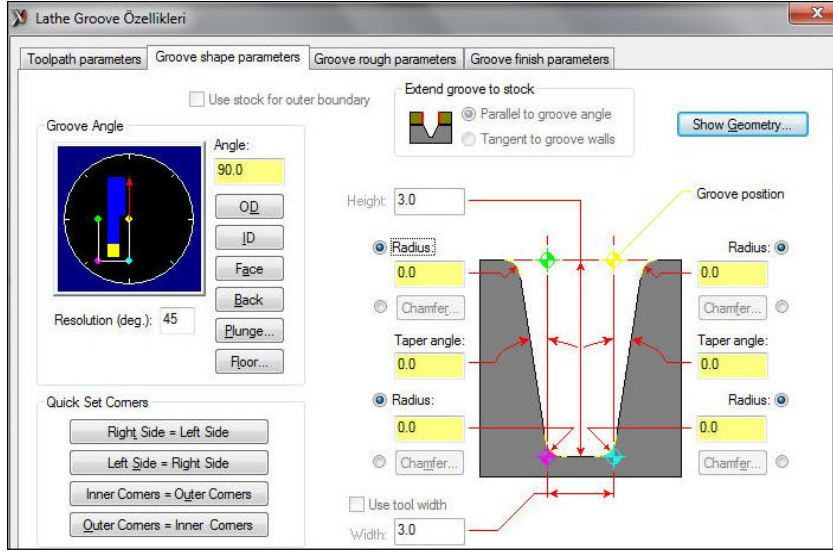 Lathe Groove Özellikleri
Toolpath parameters Groove shape parameters Groove rough parameters Groove finish parameters
Use stock for outer boundary
Extend groove to stock
Parallel to groove angle
Tangent to groove walls
Show Geometry...
Groove Angle
Angle:
90.0
OD
ID
Face
Back
Plunge...
Floor...
Resolution (deg.): 45
Quick Set Corners
Right Side = Left Side
Left Side = Right Side
Inner Corners = Outer Corners
Outer Corners = Inner Corners
Height: 3.0
Groove position
Radius:
0.0
Chamfer...
Taper angle:
0.0
Radius:
0.0
Chamfer...
Radius:
0.0
Chamfer...
Taper angle:
0.0
Radius:
0.0
Chamfer...
Use tool width
Width: 3.0